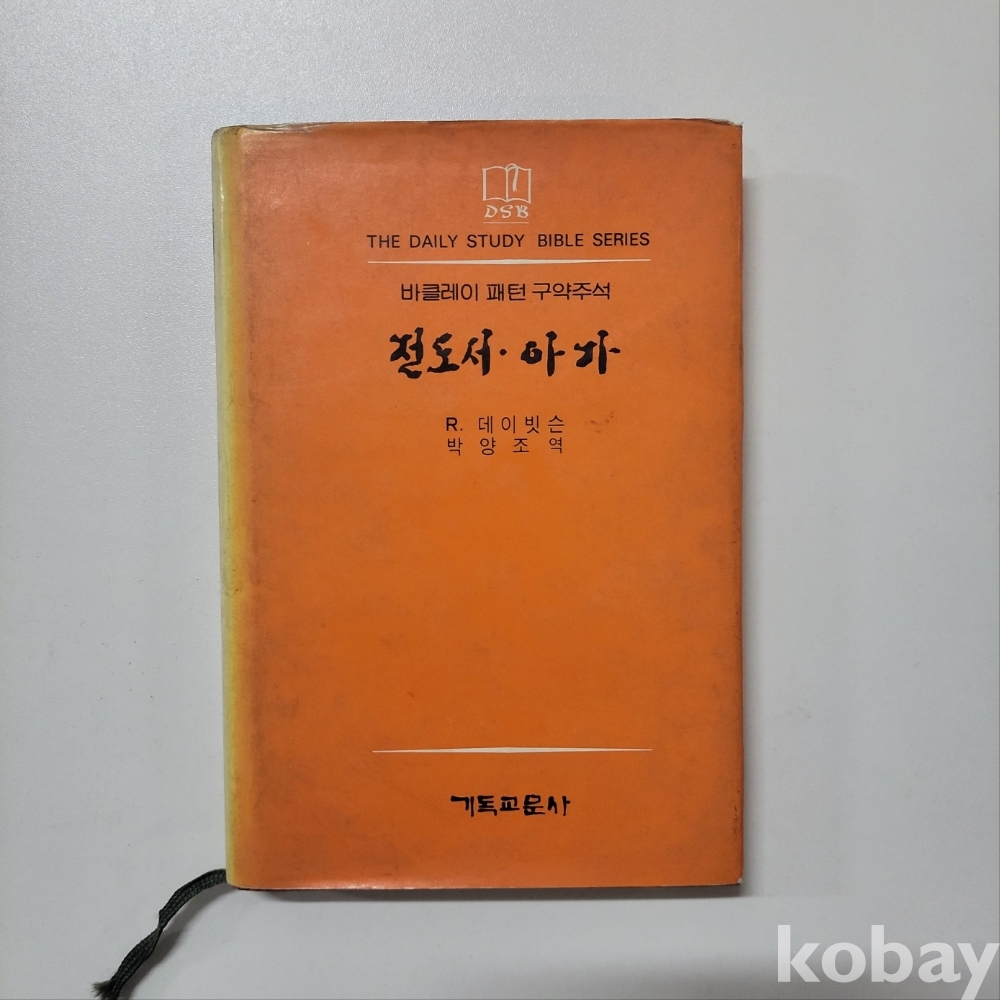 DSB
THE DAILY STUDY BIBLE SERIES
바클레이 패턴 구약주석
전도서·아가
R. 데이빗슨
박양조 역
기독교문사
kobay